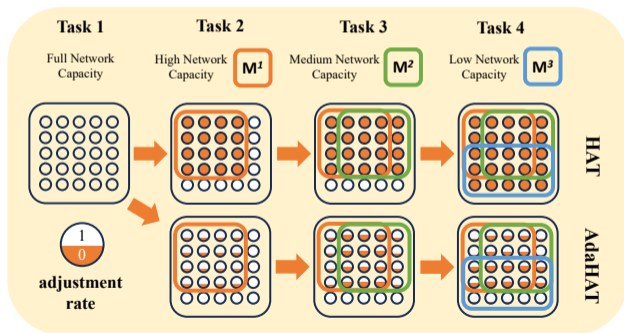 Task 1
Task 2
Task 3
Task 4
Full Network
Capacity
High Network
Capacity
M¹
Medium Network
Capacity
M²
Low Network
Capacity
M³
HAT
1
0
adjustment
rate
AdaHAT